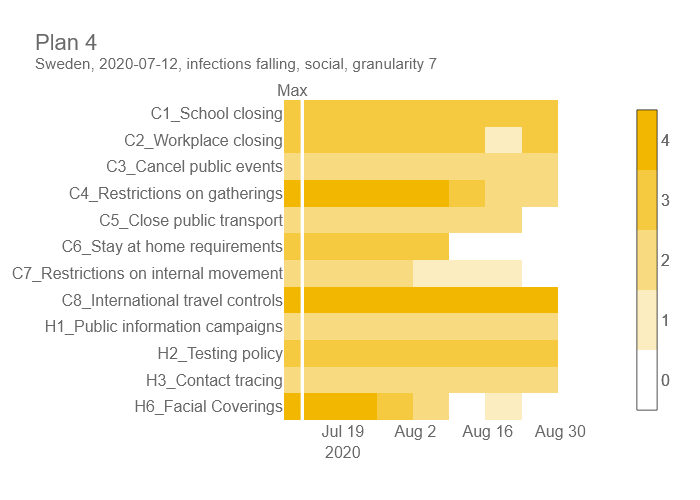 Plan 4
Sweden, 2020-07-12, infections falling, social, granularity 7
Max
C1_School closing
C2_Workplace closing
C3_Cancel public events
C4_Restrictions on gatherings
C5_Close public transport
C6_Stay at home requirements
C7_Restrictions on internal movement
C8_International travel controls
H1_Public information campaigns
H2_Testing policy
H3_Contact tracing
H6_Facial Coverings
Jul 19 Aug 2 Aug 16 Aug 30
2020
4
3
2
1
0